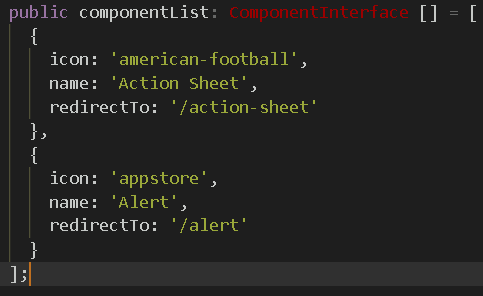 public componentList: ComponentInterface [] = [
{
icon: 'american-football',
name: 'Action Sheet',
redirectTo: '/action-sheet'
},
{
icon: 'appstore',
name: 'Alert',
redirectTo: '/alert'
}
];